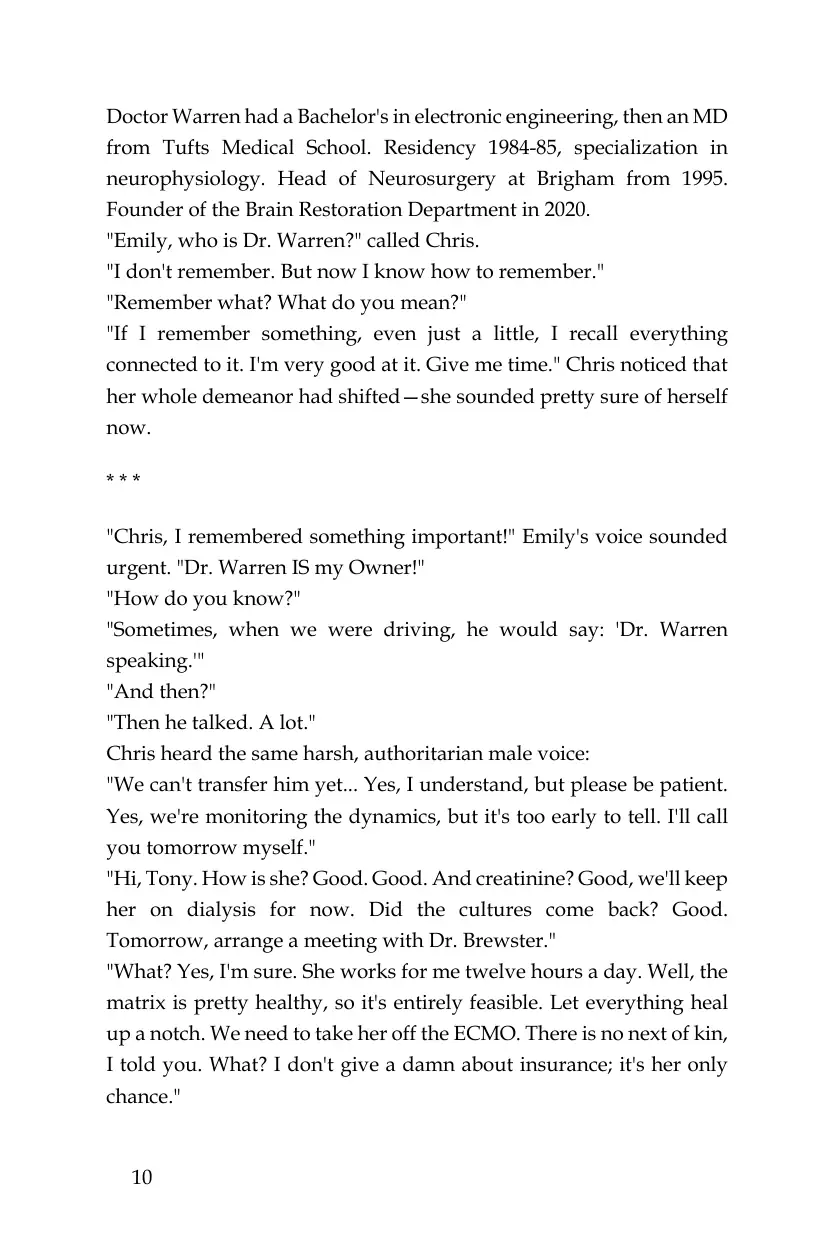 Doctor Warren had a Bachelor's in electronic engineering, then an MD
from Tufts Medical School. Residency 1984-85, specialization in
neurophysiology. Head of Neurosurgery at Brigham from 1995.
Founder of the Brain Restoration Department in 2020.
"Emily, who is Dr. Warren?" called Chris.
"I don't remember. But now I know how to remember."
"Remember what? What do you mean?"
"If I remember something, even just a little, I recall everything
connected to it. I'm very good at it. Give me time." Chris noticed that
her whole demeanor had shifted—she sounded pretty sure of herself
now.
* * *
"Chris, I remembered something important!" Emily's voice sounded
urgent. "Dr. Warren IS my Owner!"
"How do you know?"
"Sometimes, when we were driving, he would say: 'Dr. Warren
speaking.'"
"And then?"
"Then he talked. A lot."
Chris heard the same harsh, authoritarian male voice:
"We can't transfer him yet... Yes, I understand, but please be patient.
Yes, we're monitoring the dynamics, but it's too early to tell. I'll call
you tomorrow myself."
"Hi, Tony. How is she? Good. Good. And creatinine? Good, we'll keep
her on dialysis for now. Did the cultures come back? Good.
Tomorrow, arrange a meeting with Dr. Brewster."
"What? Yes, I'm sure. She works for me twelve hours a day. Well, the
matrix is pretty healthy, so it's entirely feasible. Let everything heal
up a notch. We need to take her off the ECMO. There is no next of kin,
I told you. What? I don't give a damn about insurance; it's her only
chance."
10